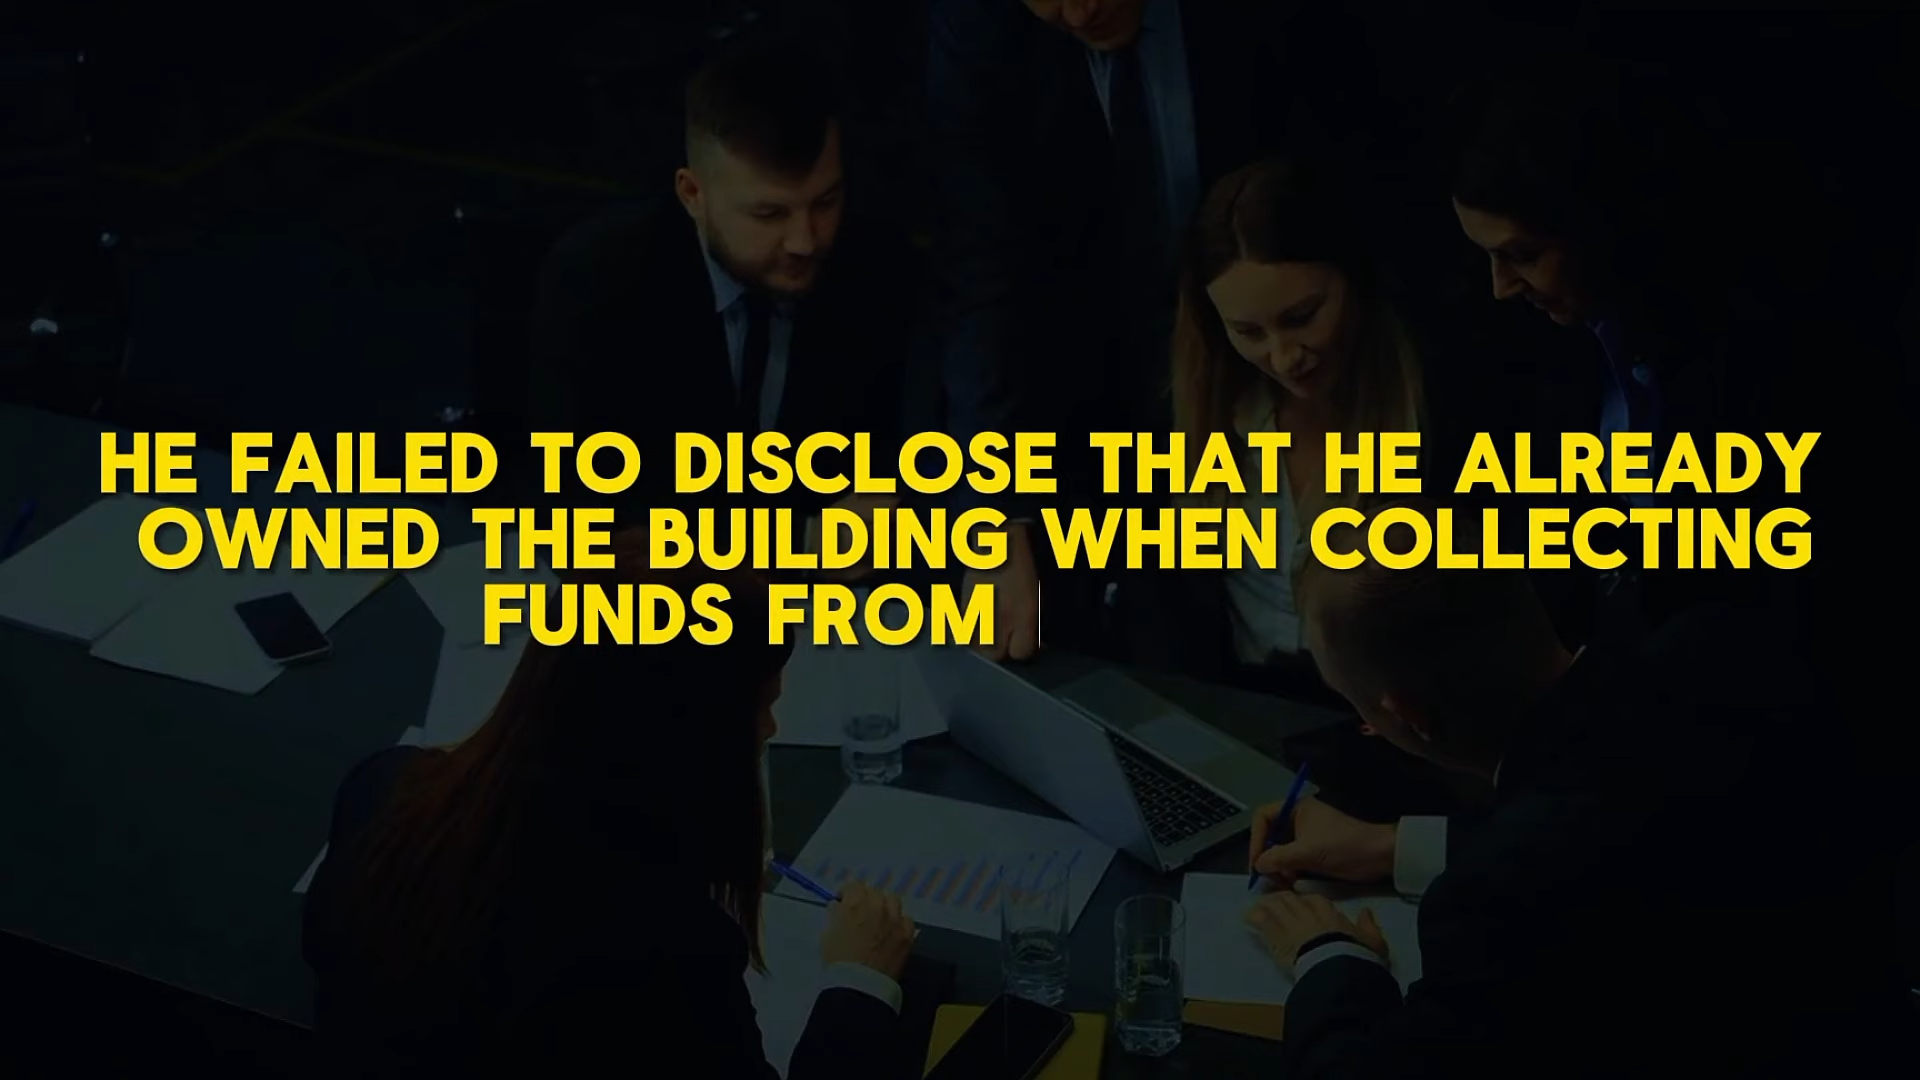 HE FAILED TO DISCLOSE THAT HE ALREADY
OWNED THE BUILDING WHEN COLLECTING
FUNDS FROM